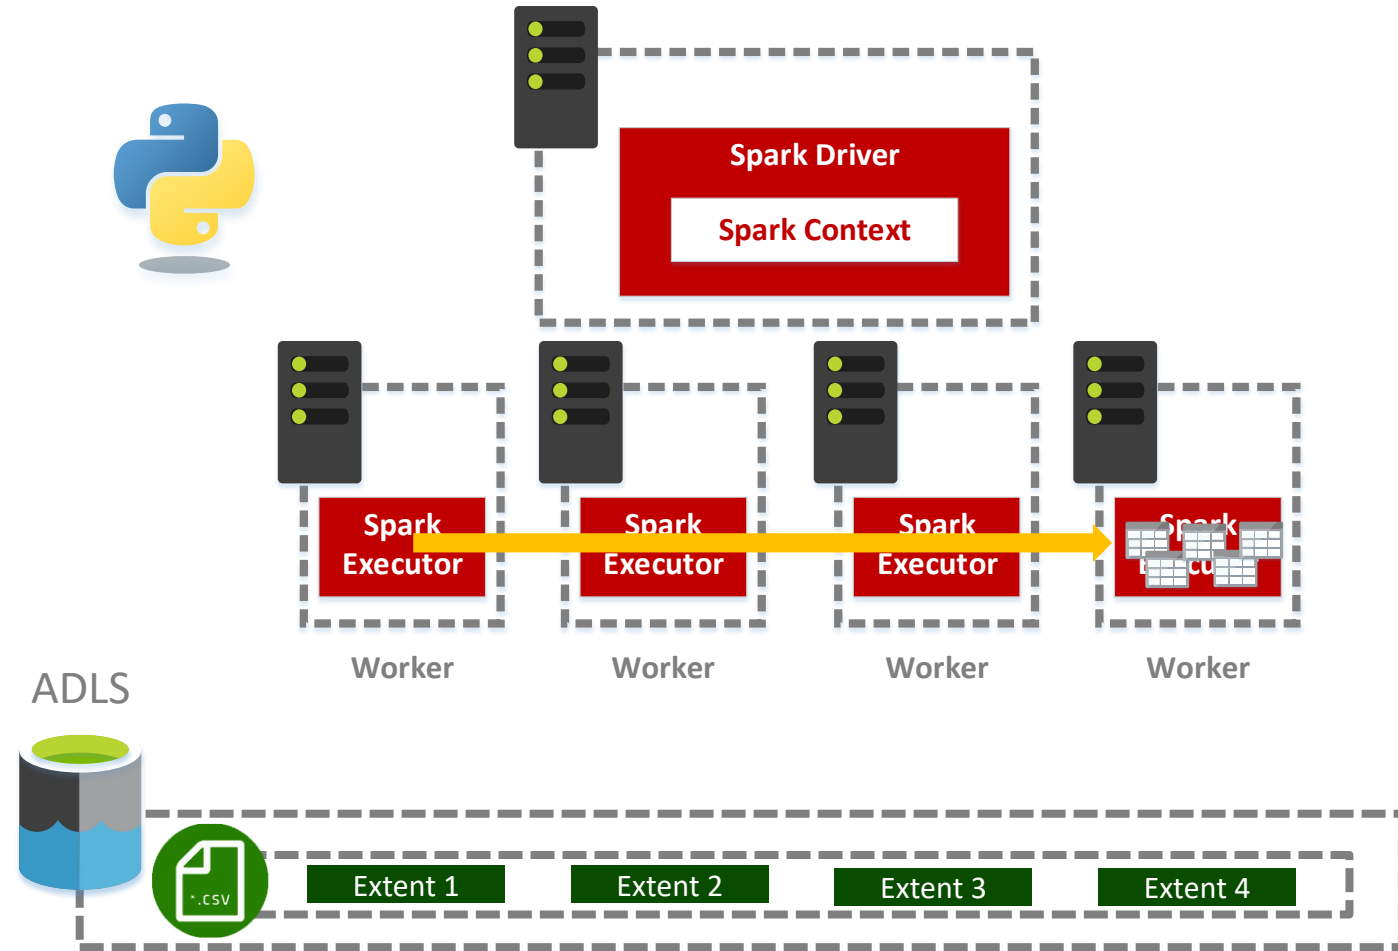 Spark Driver
Spark Context
Spark
Executor
Spark
Executor
Spark
Executor
Spark
Worker
Worker
Worker
Worker
ADLS
*.CSV
Extent 1
Extent 2
Extent 3
Extent 4